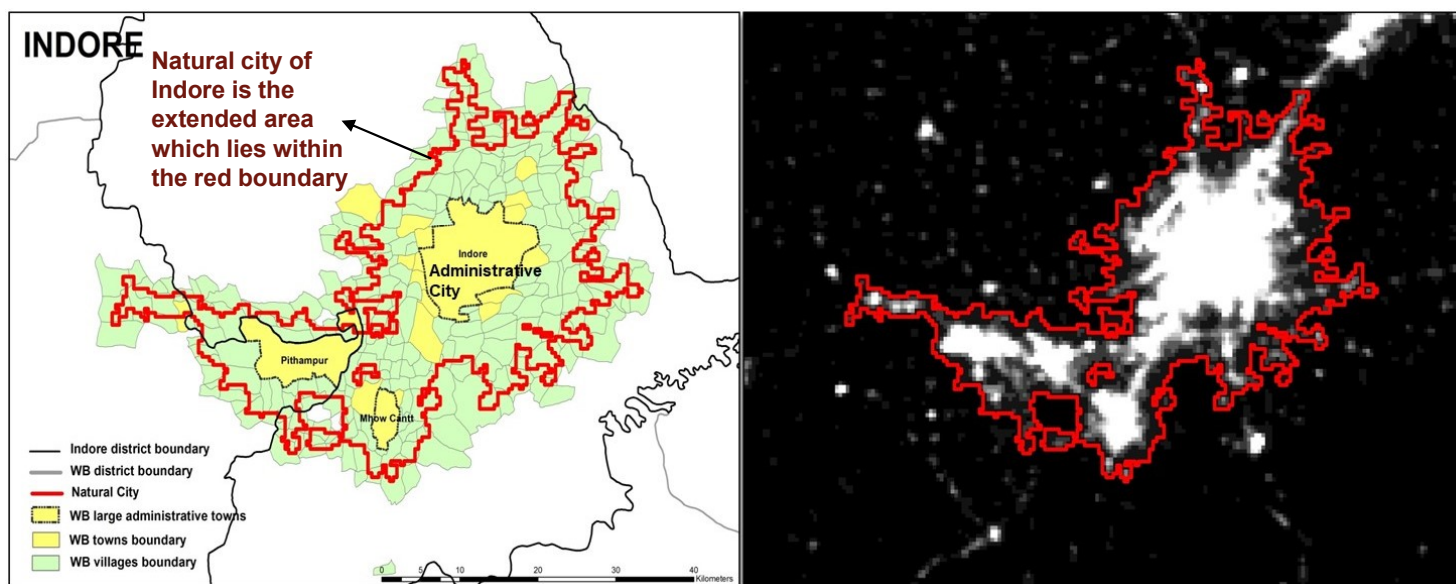 INDORE
Natural city of
Indore is the
extended area
which lies within
the red boundary
Indore
Administrative
City
Pithampur
Mhow Cantt
Indore district boundary
WB district boundary
Natural City
WB large administrative towns
WB towns boundary
WB villages boundary
0 5 10 20 30 40
Kilometers